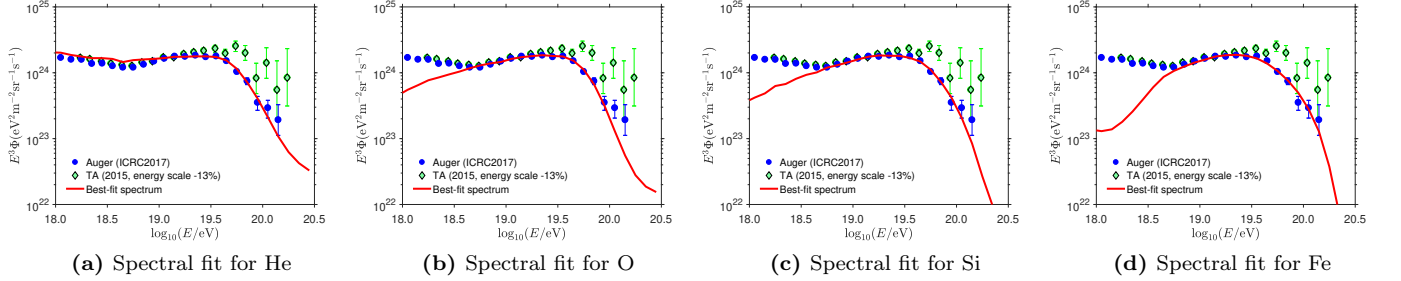 10^25
10^24
10^23
10^22
E^3Φ(eV^2m^-2sr^-1s^-1)
Auger (ICRC2017)
TA (2015, energy scale -13%)
Best-fit spectrum
18.0 18.5 19.0 19.5 20.0 20.5
log10(E/eV)
(a) Spectral fit for He
10^25
10^24
10^23
10^22
E^3Φ(eV^2m^-2sr^-1s^-1)
Auger (ICRC2017)
TA (2015, energy scale -13%)
Best-fit spectrum
18.0 18.5 19.0 19.5 20.0 20.5
log10(E/eV)
(b) Spectral fit for O
10^25
10^24
10^23
10^22
E^3Φ(eV^2m^-2sr^-1s^-1)
Auger (ICRC2017)
TA (2015, energy scale -13%)
Best-fit spectrum
18.0 18.5 19.0 19.5 20.0 20.5
log10(E/eV)
(c) Spectral fit for Si
10^25
10^24
10^23
10^22
E^3Φ(eV^2m^-2sr^-1s^-1)
Auger (ICRC2017)
TA (2015, energy scale -13%)
Best-fit spectrum
18.0 18.5 19.0 19.5 20.0 20.5
log10(E/eV)
(d) Spectral fit for Fe